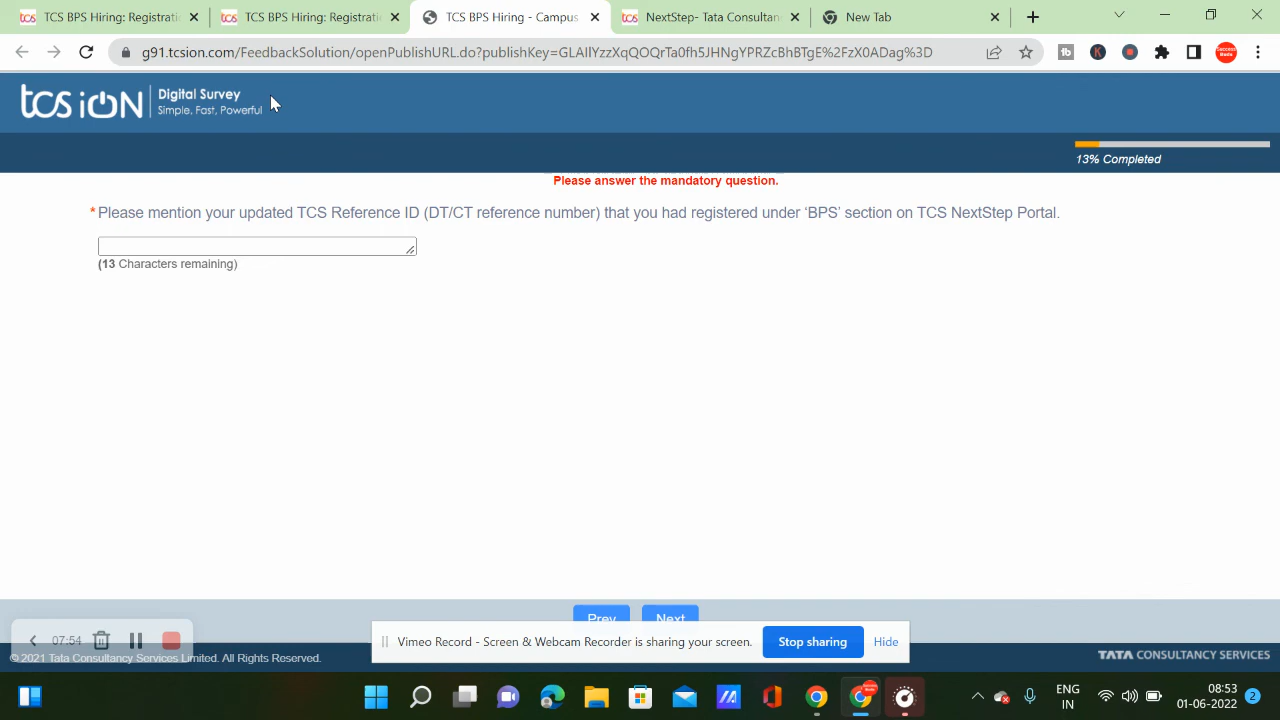 TCS BPS Hiring: Registratio
TCS BPS Hiring: Registratio
TCS BPS Hiring - Campus
NextStep- Tata Consultan
New Tab
g91.tcsion.com/FeedbackSolution/openPublishURL.do?publishKey=GLAIlYzzXqQOQrTa0fh5JHNgYPRZcBhBTgE%2FzX0ADag%3D
tcs iON Digital Survey
Simple, Fast, Powerful
13% Completed
Please answer the mandatory question.
*Please mention your updated TCS Reference ID (DT/CT reference number) that you had registered under ‘BPS’ section on TCS NextStep Portal.
(13 Characters remaining)
Prev Next
07:54
Vimeo Record - Screen & Webcam Recorder is sharing your screen. Stop sharing Hide
© 2021 Tata Consultancy Services Limited. All Rights Reserved.
TATA CONSULTANCY SERVICES
ENG
IN
08:53
01-06-2022
2